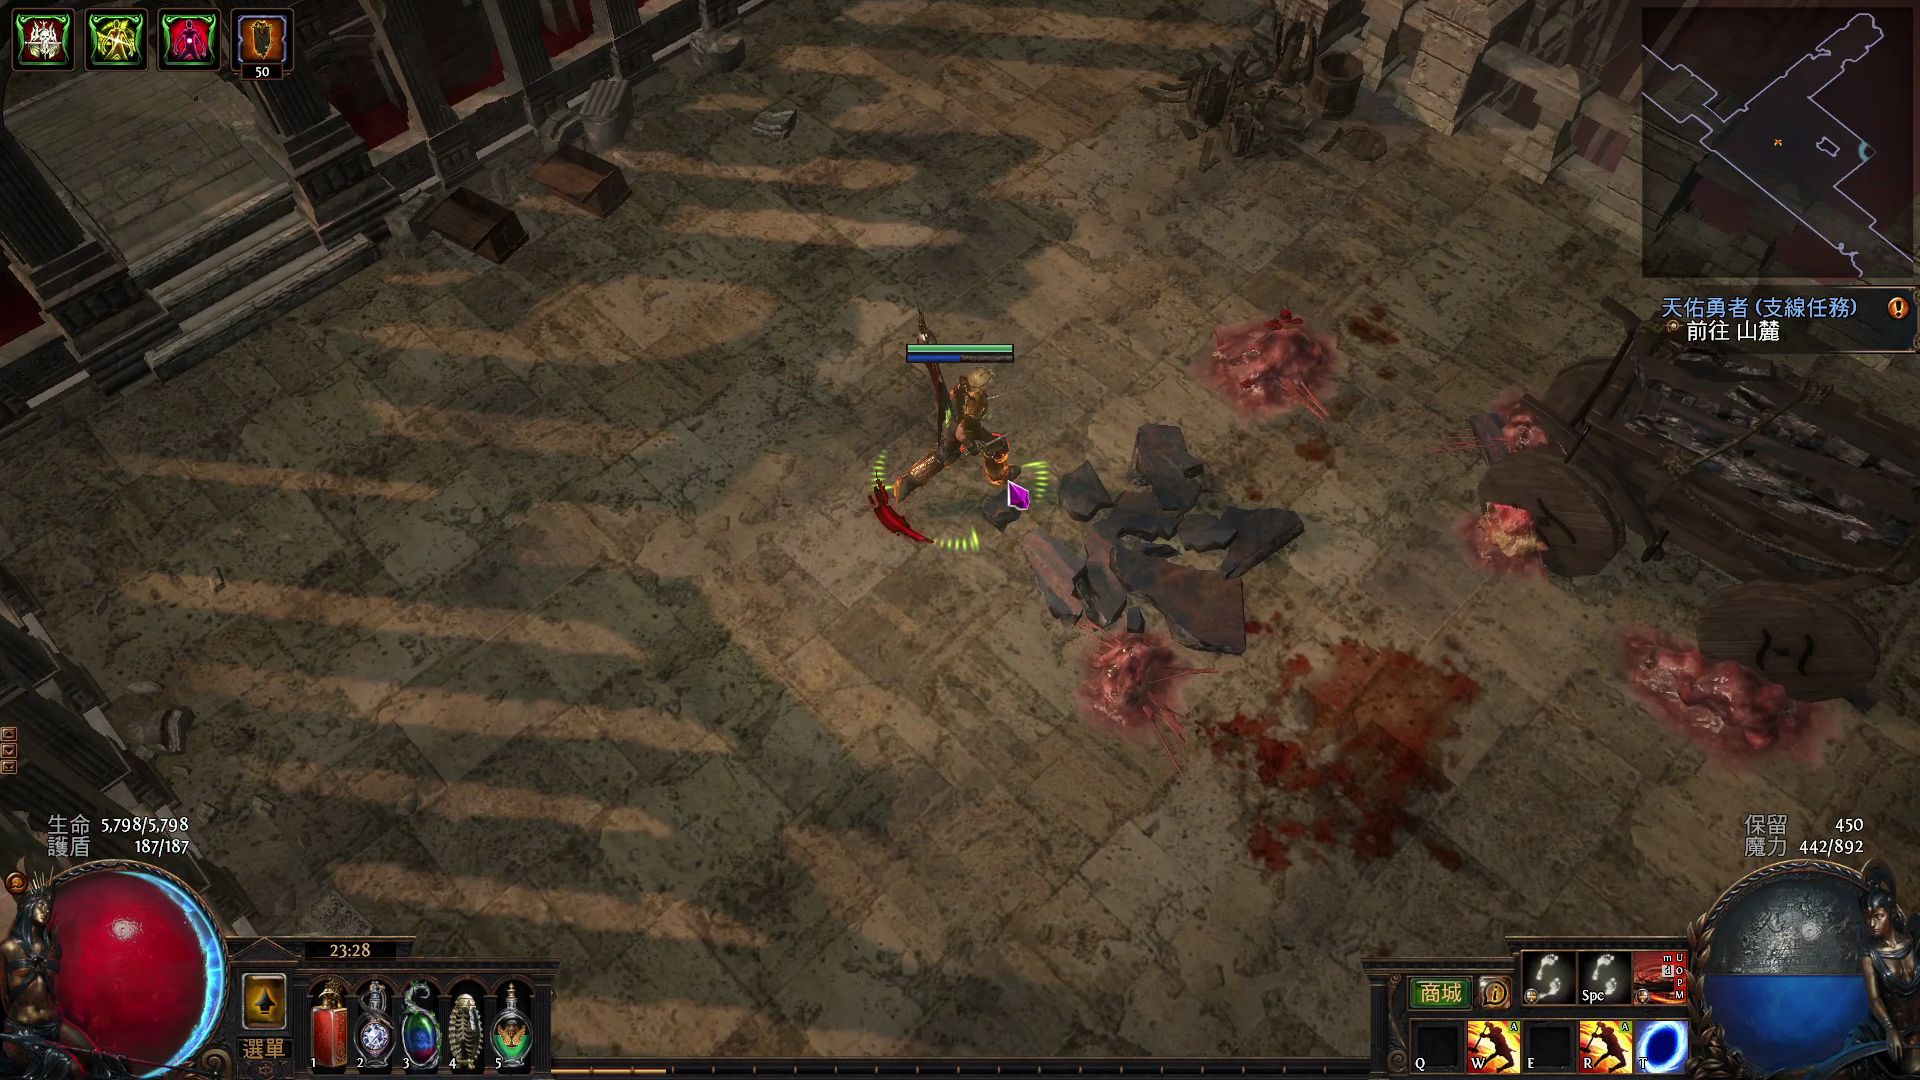 50
天佑勇者 (支線任務)
前往 山麓
生命 5,798/5,798
護盾 187/187
保留 450
魔力 442/892
23:28
選單
1 2 3 4 5
商城
Spc
m U
d O
P
M
A A
Q W E R T